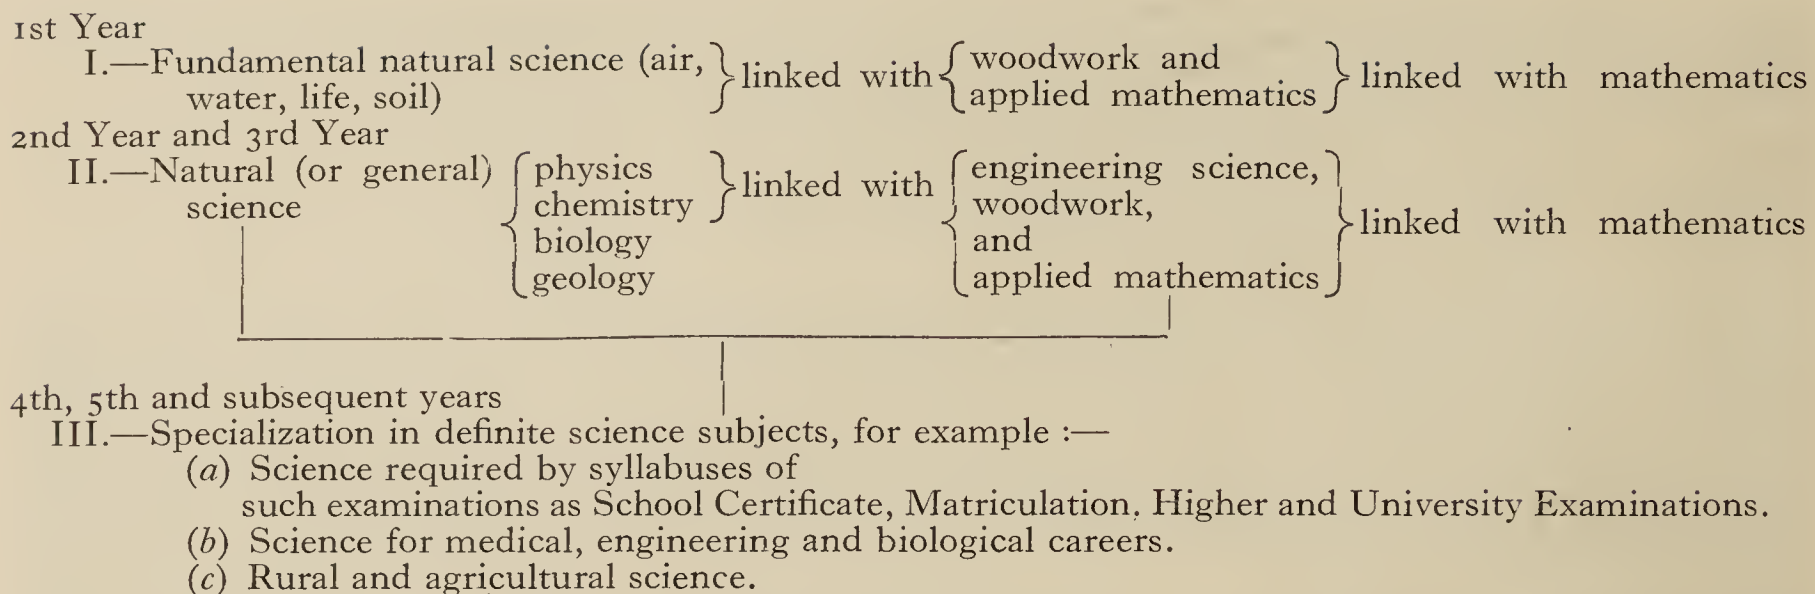 1st Year
I.—Fundamental natural science (air, water, life, soil) } linked with { woodwork and applied mathematics } linked with mathematics
2nd Year and 3rd Year
II.—Natural (or general) science { physics chemistry biology geology } linked with { engineering science, woodwork, and applied mathematics } linked with mathematics
4th, 5th and subsequent years
III.—Specialization in definite science subjects, for example :—
(a) Science required by syllabuses of
such examinations as School Certificate, Matriculation, Higher and University Examinations.
(b) Science for medical, engineering and biological careers.
(c) Rural and agricultural science.